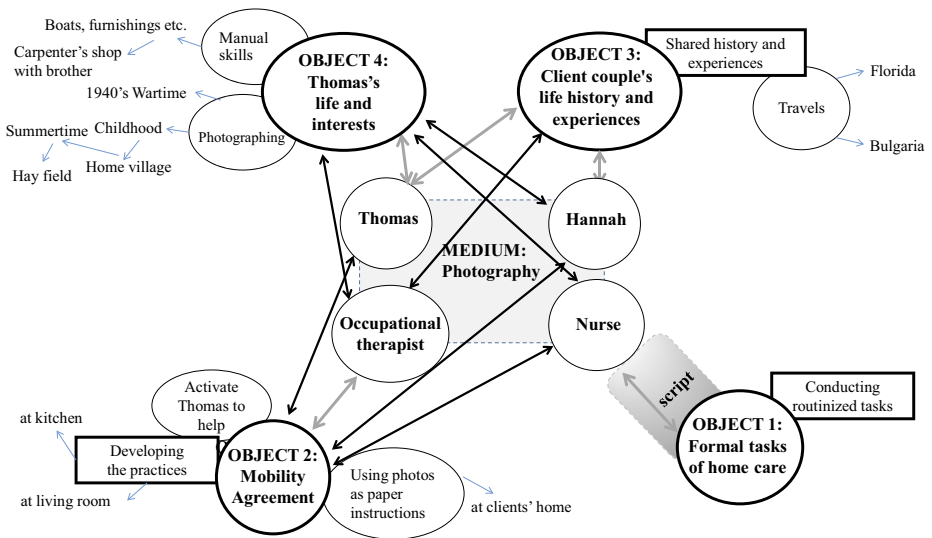 Boats, furnishings etc.
Carpenter’s shop
with brother
Manual
skills
1940’s Wartime
Photographing
Childhood
Summertime
Home village
Hay field
OBJECT 4:
Thomas’s
life and
interests
OBJECT 3:
Client couple's
life history and
experiences
Shared history and
experiences
Travels
Florida
Bulgaria
Thomas
Hannah
MEDIUM:
Photography
Occupational
therapist
Nurse
script
OBJECT 1:
Formal tasks
of home care
Conducting
routinized tasks
Activate
Thomas to
help
at kitchen
Developing
the practices
at living room
OBJECT 2:
Mobility
Agreement
Using photos
as paper
instructions
at clients’ home